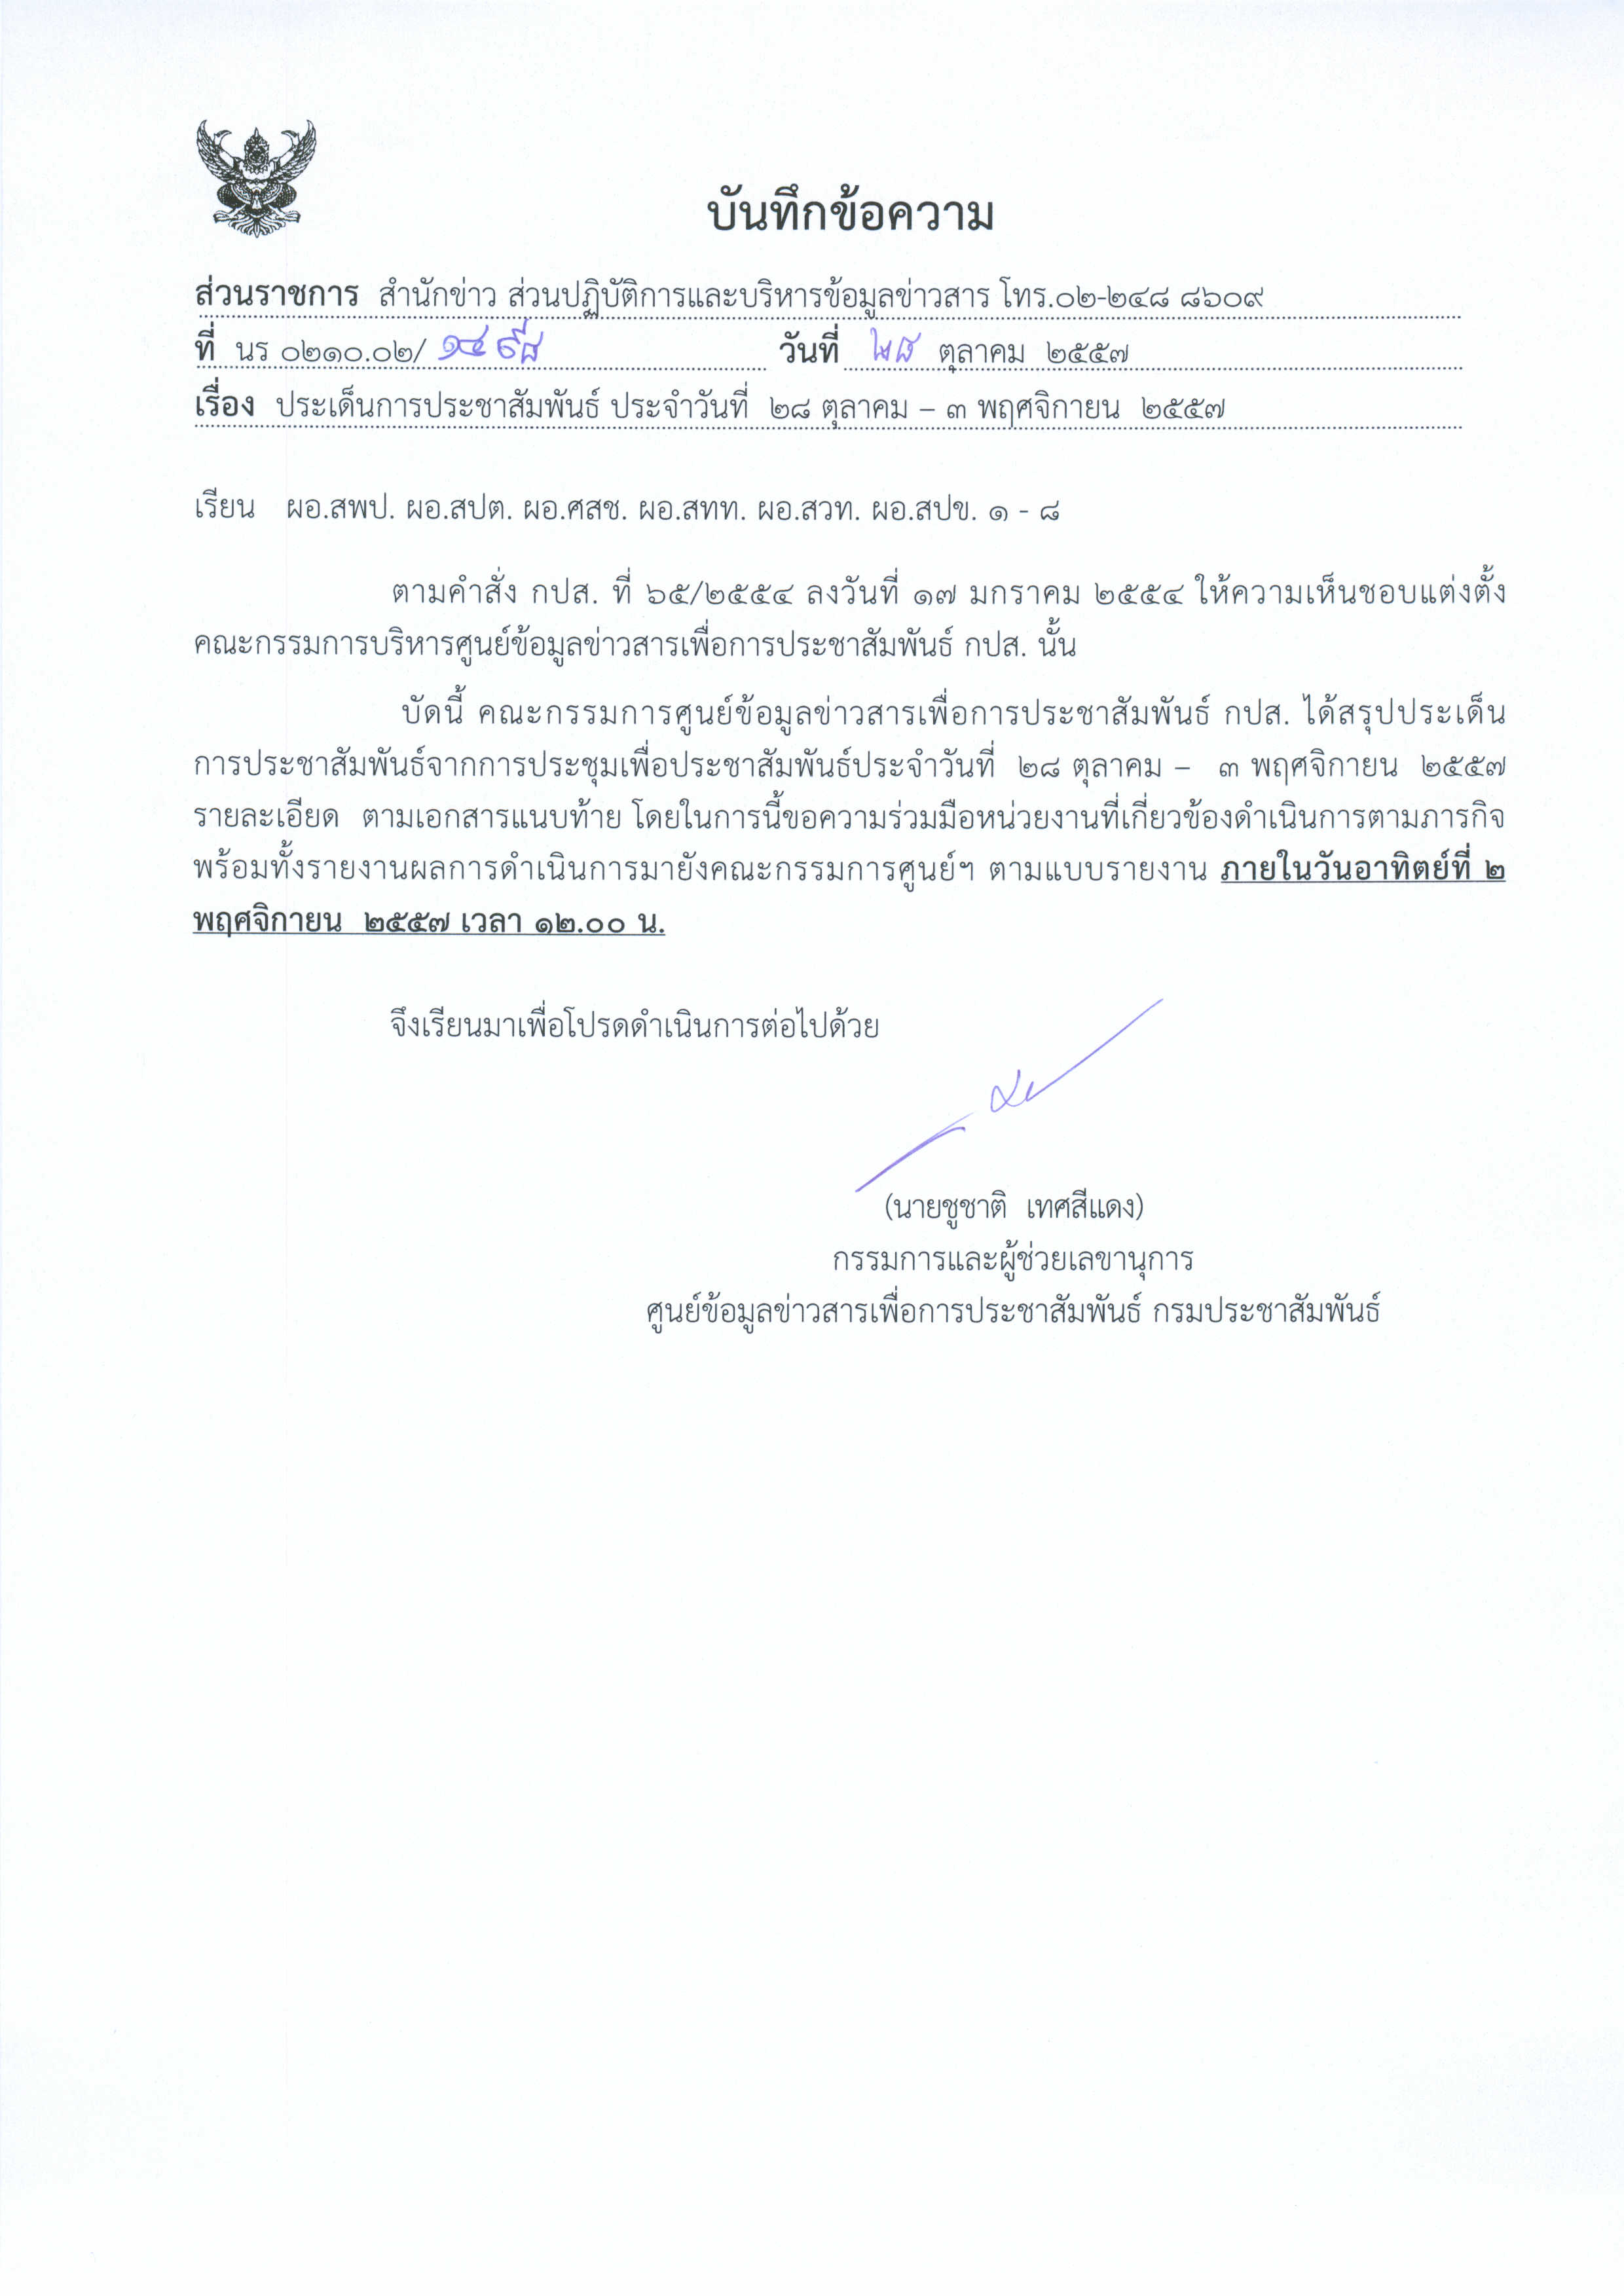 บันทึกข้อความ
ส่วนราชการ สำนักข่าว ส่วนปฏิบัติการและบริหารข้อมูลข่าวสาร โทร.๐๒-๒๔๘ ๘๖๐๙
ที่ นร ๐๒๑๐.๐๒/ ๑๔๙๘ วันที่ ๒๘ ตุลาคม ๒๕๕๗
เรื่อง ประเด็นการประชาสัมพันธ์ ประจำวันที่ ๒๘ ตุลาคม – ๓ พฤศจิกายน ๒๕๕๗
เรียน ผอ.สพป. ผอ.สปต. ผอ.ศสช. ผอ.สทท. ผอ.สวท. ผอ.สปข. ๑ - ๘
ตามคำสั่ง กปส. ที่ ๖๕/๒๕๕๔ ลงวันที่ ๑๗ มกราคม ๒๕๕๔ ให้ความเห็นชอบแต่งตั้ง
คณะกรรมการบริหารศูนย์ข้อมูลข่าวสารเพื่อการประชาสัมพันธ์ กปส. นั้น
บัดนี้ คณะกรรมการศูนย์ข้อมูลข่าวสารเพื่อการประชาสัมพันธ์ กปส. ได้สรุปประเด็น
การประชาสัมพันธ์จากการประชุมเพื่อประชาสัมพันธ์ประจำวันที่ ๒๘ ตุลาคม – ๓ พฤศจิกายน ๒๕๕๗
รายละเอียด ตามเอกสารแนบท้าย โดยในการนี้ขอความร่วมมือหน่วยงานที่เกี่ยวข้องดำเนินการตามภารกิจ
พร้อมทั้งรายงานผลการดำเนินการมายังคณะกรรมการศูนย์ฯ ตามแบบรายงาน ภายในวันอาทิตย์ที่ ๒
พฤศจิกายน ๒๕๕๗ เวลา ๑๒.๐๐ น.
จึงเรียนมาเพื่อโปรดดำเนินการต่อไปด้วย
(นายชูชาติ เทศสีแดง)
กรรมการและผู้ช่วยเลขานุการ
ศูนย์ข้อมูลข่าวสารเพื่อการประชาสัมพันธ์ กรมประชาสัมพันธ์